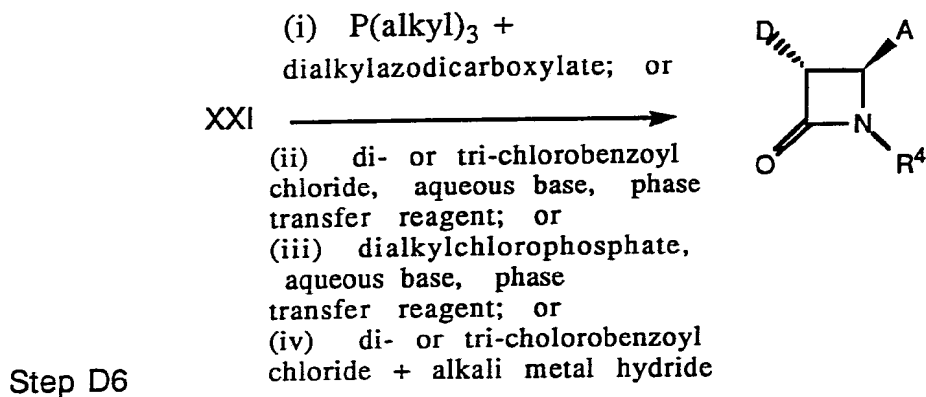 (i) P(alkyl)3 +
dialkylazodicarboxylate; or
XXI
(ii) di- or tri-chlorobenzoyl
chloride, aqueous base, phase
transfer reagent; or
(iii) dialkylchlorophosphate,
aqueous base, phase
transfer reagent; or
(iv) di- or tri-cholorobenzoyl
chloride + alkali metal hydride
D A
N
O R4
Step D6